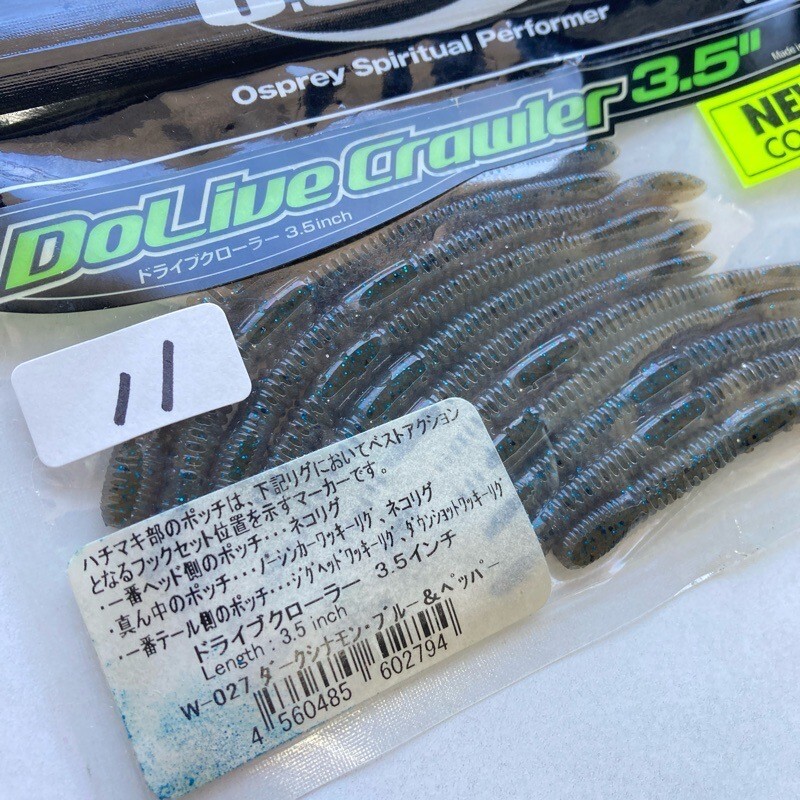 Osprey Spiritual Performer
DoLive Crawler 3.5"
ドライブクローラー 3.5inch
Made in
NEW
CO
11
ハチマキ部のポッチは、下記リグにおいてベストアクション
となるフックセット位置を示すマーカーです。
・一番ヘッド側のポッチ…ネコリグ
・真ん中のポッチ…ノーシンカーワッキーリグ、ネコリグ
・一番テール側のポッチ…ジグヘッドワッキーリグ、ダウンショットワッキーリグ
ドライブクローラー 3.5インチ
Length : 3.5 inch
W-027 ダークシナモン・ブルー＆ペッパー
4 560485 602794